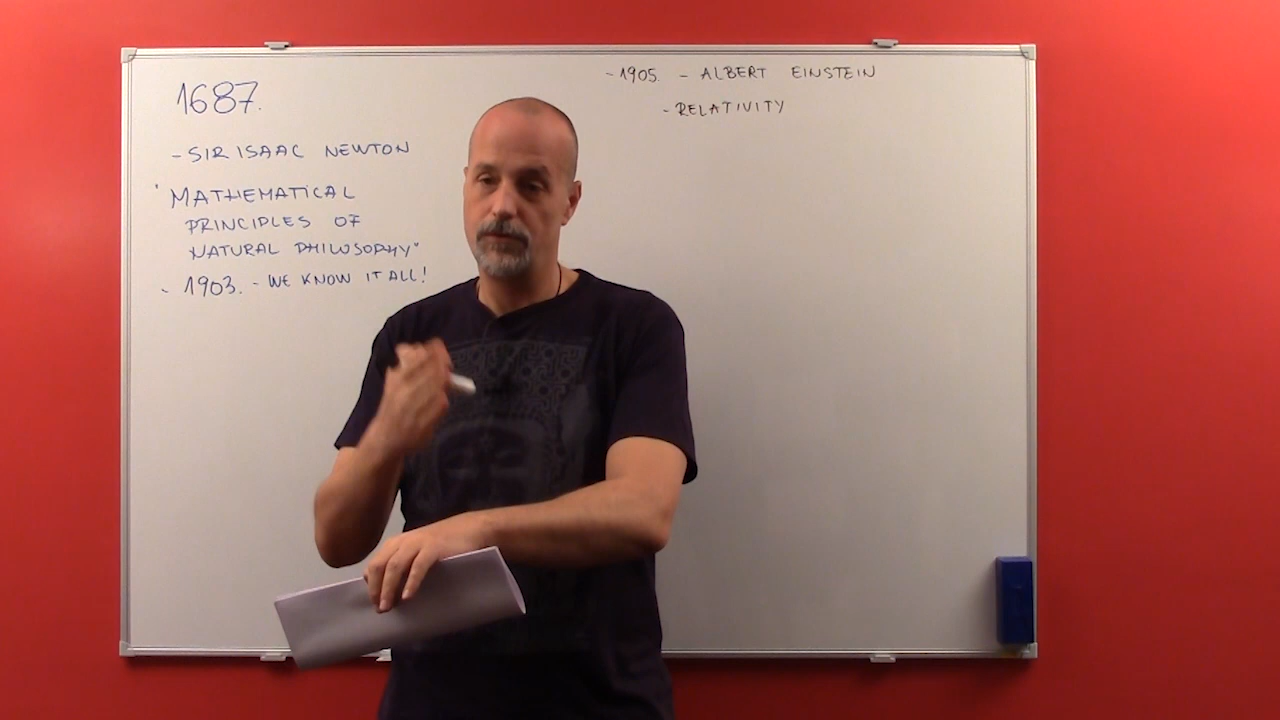 1687.
- SIR ISAAC NEWTON
"MATHEMATICAL
PRINCIPLES OF
NATURAL PHILOSOPHY"
- 1903. - WE KNOW IT ALL!
- 1905. - ALBERT EINSTEIN
- RELATIVITY